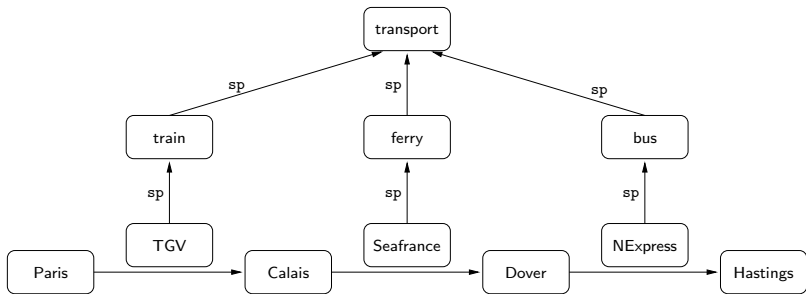 transport
sp
sp
sp
train
ferry
bus
sp
sp
sp
TGV
Seafrance
NExpress
Paris
Calais
Dover
Hastings